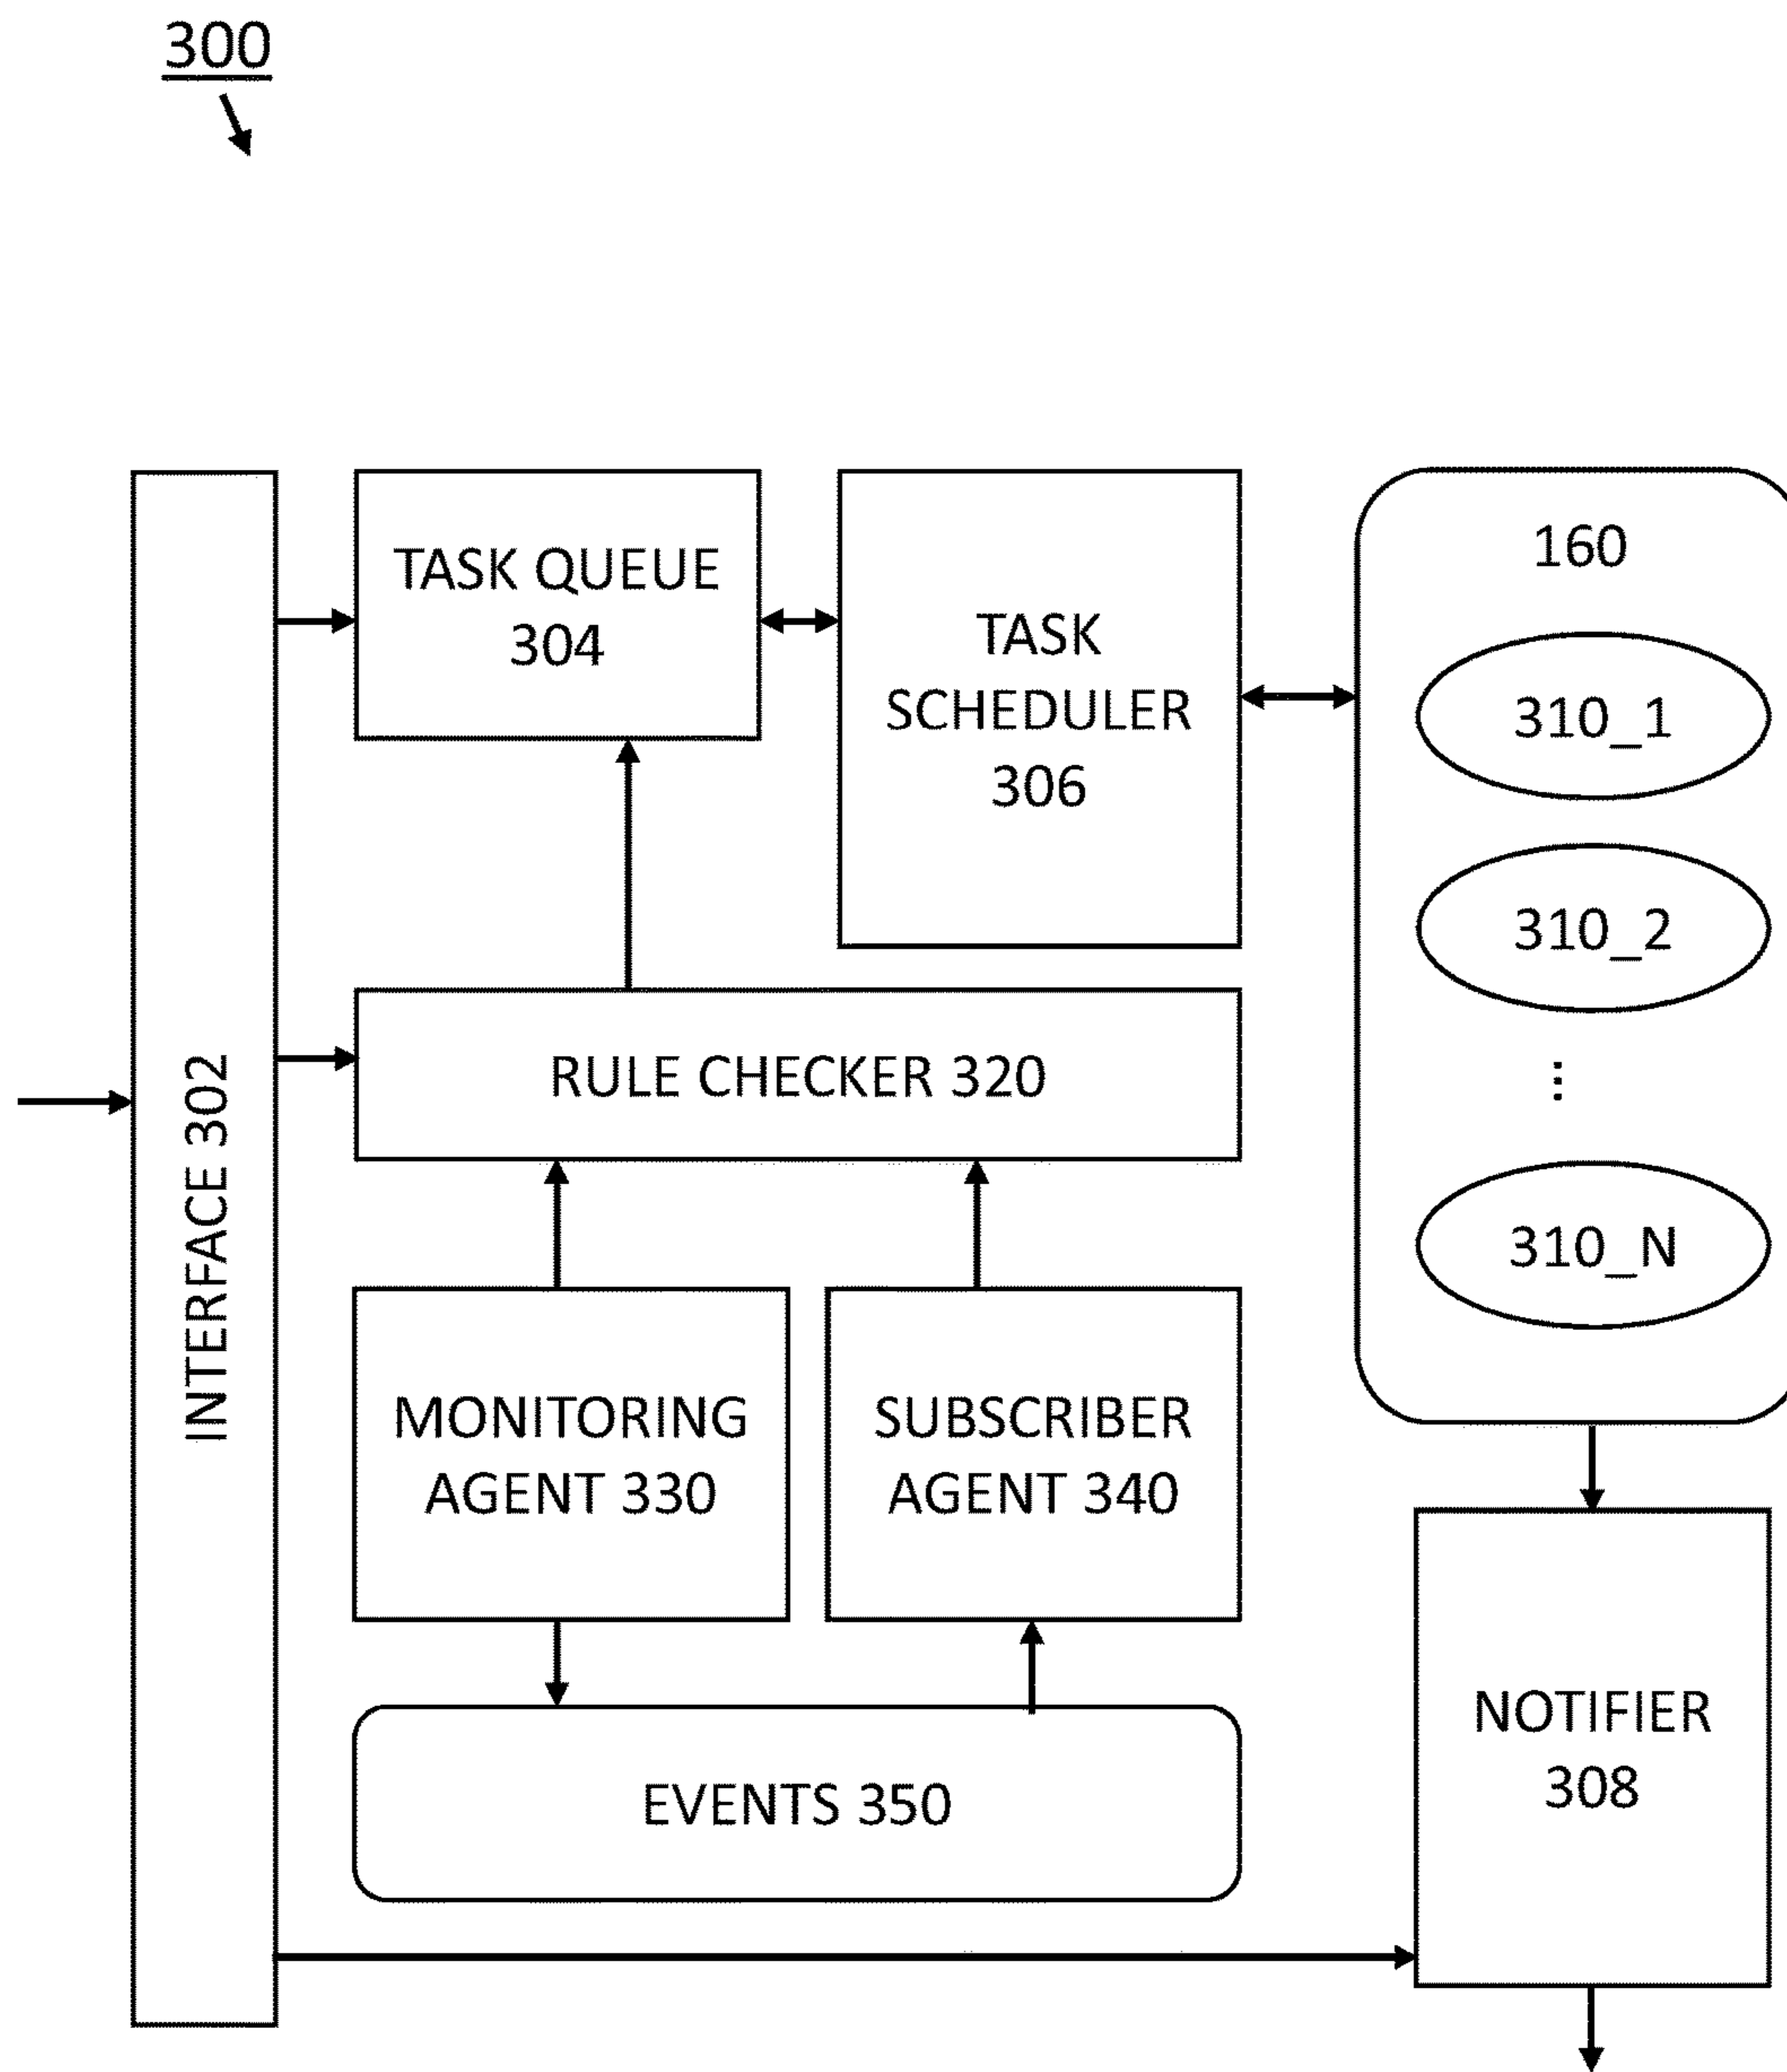 300
TASK QUEUE
304
TASK
SCHEDULER
306
160
310_1
310_2
...
310_N
INTERFACE 302
RULE CHECKER 320
MONITORING
AGENT 330
SUBSCRIBER
AGENT 340
EVENTS 350
NOTIFIER
308